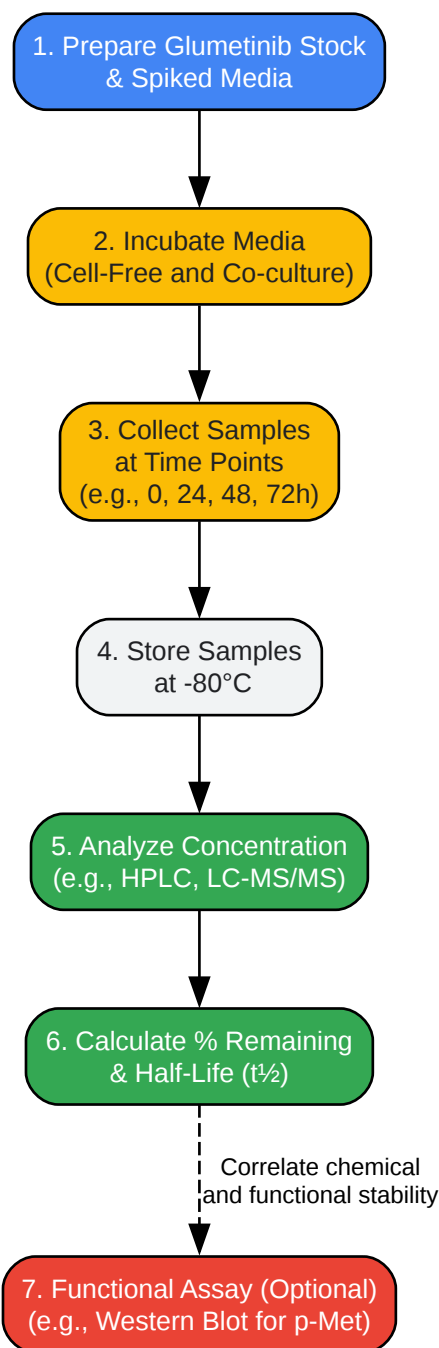 1. Prepare Glumetinib Stock
& Spiked Media
2. Incubate Media
(Cell-Free and Co-culture)
3. Collect Samples
at Time Points
(e.g., 0, 24, 48, 72h)
4. Store Samples
at -80°C
5. Analyze Concentration
(e.g., HPLC, LC-MS/MS)
6. Calculate % Remaining
& Half-Life (t½)
Correlate chemical
and functional stability
7. Functional Assay (Optional)
(e.g., Western Blot for p-Met)